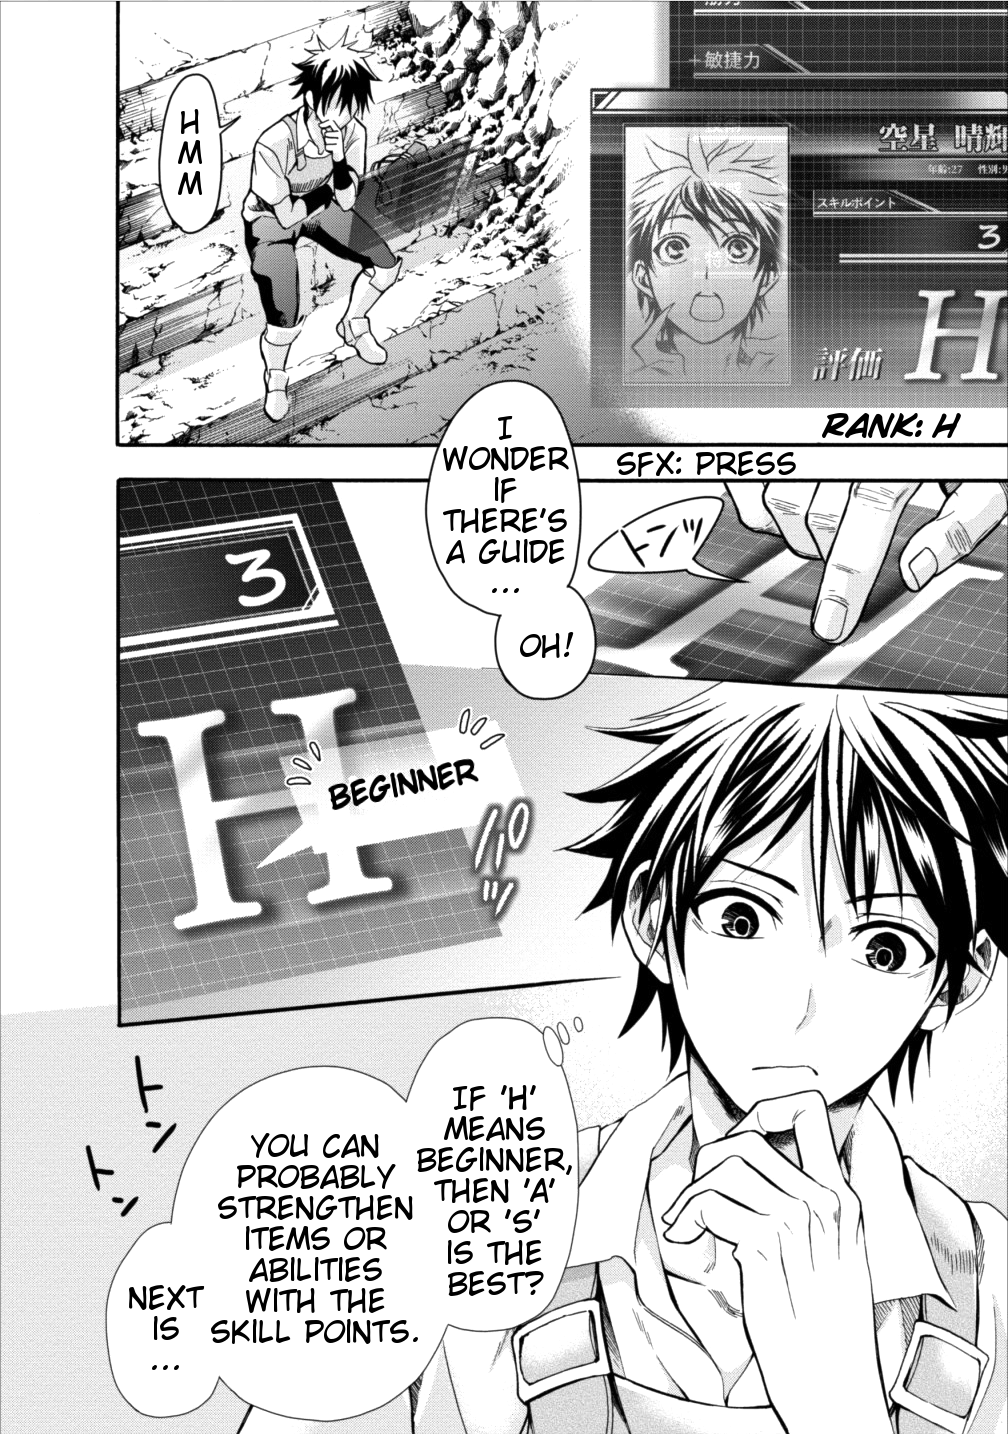 +敏捷力
空星 晴輝
年齢:27 性別:
スキルポイント
3
評価
H
RANK: H
H
M
M
SFX: PRESS
トンッ
I
WONDER
IF
THERE'S
A GUIDE
...
OH!
3
H
BEGINNER
パ
ッ
IF 'H'
MEANS
BEGINNER,
THEN 'A'
OR 'S'
IS THE
BEST?
YOU CAN
PROBABLY
STRENGTHEN
ITEMS OR
ABILITIES
WITH THE
SKILL POINTS.
NEXT
IS
...
トン
トン